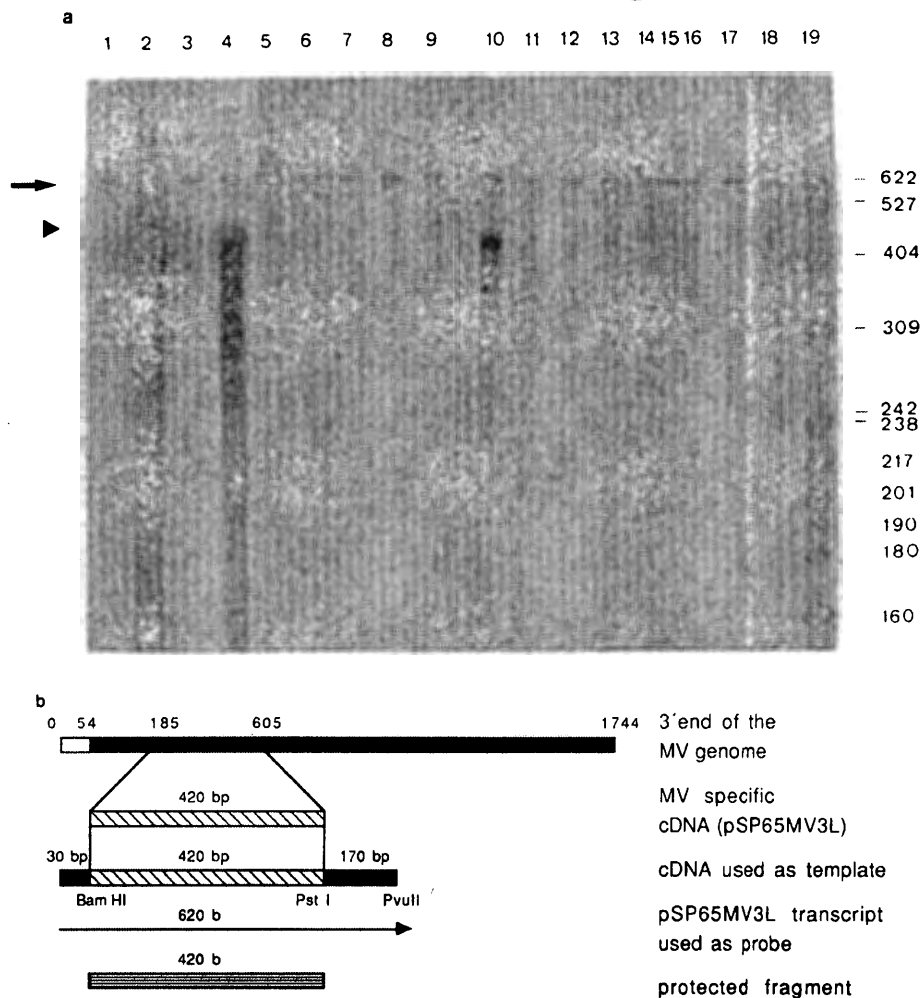 a
1 2 3 4 5 6 7 8 9 10 11 12 13 14 15 16 17 18 19
622
527
404
309
242
238
217
201
190
180
160
b
0 54 185 605 1744
3´end of the
MV genome
420 bp
MV specific
cDNA (pSP65MV3L)
30 bp 420 bp 170 bp
cDNA used as template
Bam HI Pst I PvuII
620 b
pSP65MV3L transcript
used as probe
420 b
protected fragment